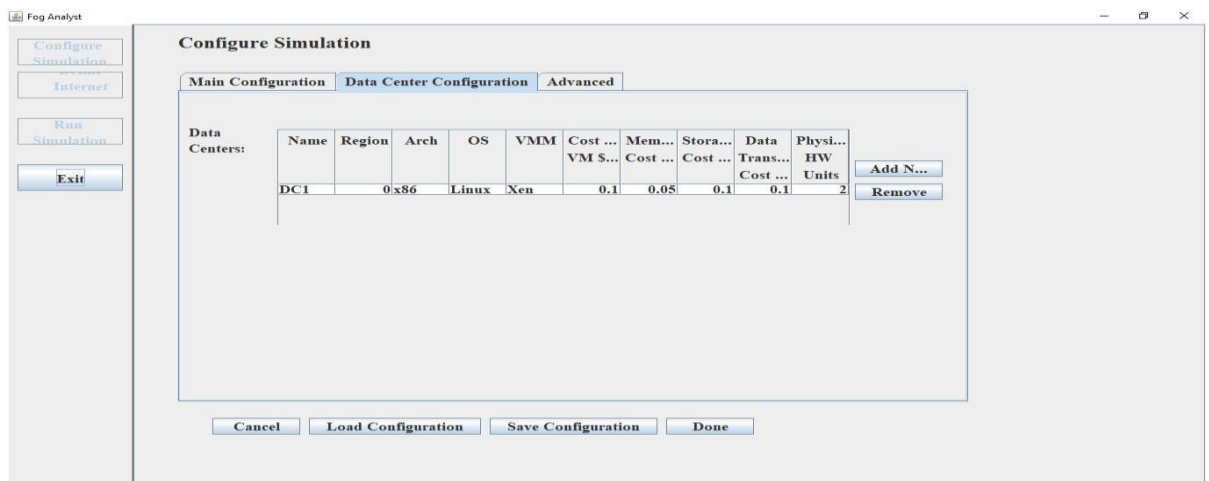 Fog Analyst
Configure
Simulation
Internet
Run
Simulation
Exit
Configure Simulation
Main Configuration Data Center Configuration Advanced
Data
Centers:
Name Region Arch OS VMM Cost ... Mem... Stora... Data Physi...
VM $... Cost ... Cost ... Trans... HW
Cost ... Units
DC1 0 x86 Linux Xen 0.1 0.05 0.1 0.1 2
Add N...
Remove
Cancel Load Configuration Save Configuration Done